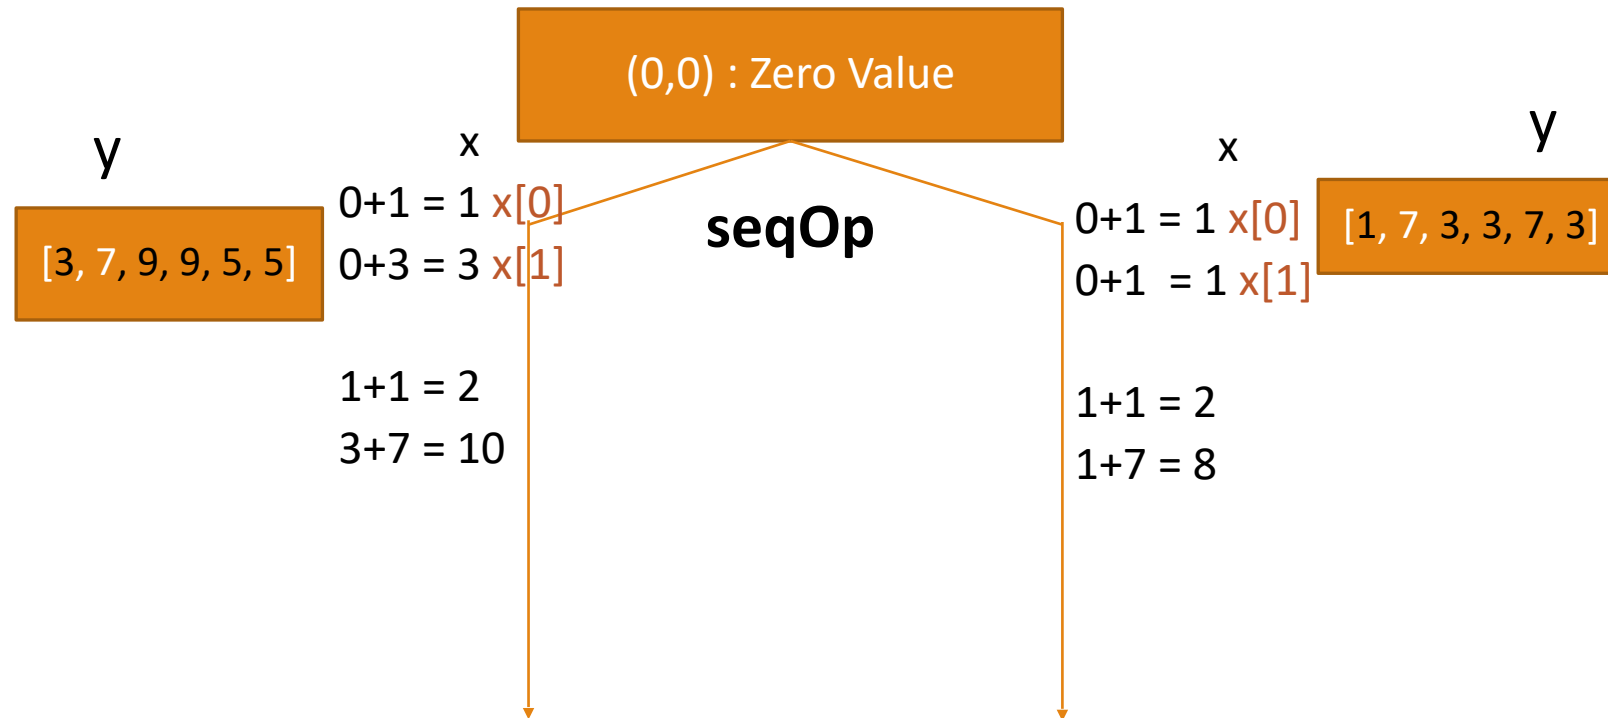 (0,0) : Zero Value
y
x
[3, 7, 9, 9, 5, 5]
0+1 = 1 x[0]
0+3 = 3 x[1]
1+1 = 2
3+7 = 10
seqOp
x
y
0+1 = 1 x[0]
0+1  = 1 x[1]
[1, 7, 3, 3, 7, 3]
1+1 = 2
1+7 = 8